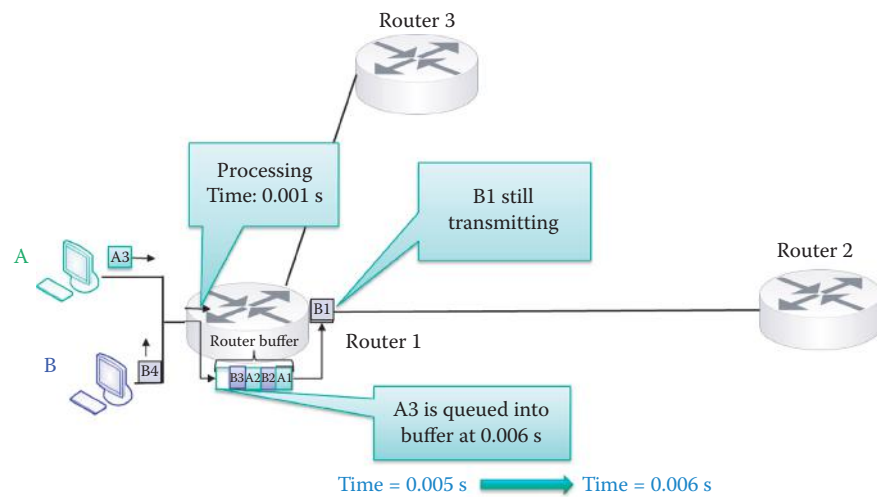 Router 3
Processing
Time: 0.001 s
B1 still
transmitting
A
A3
Router 2
B1
Router buffer
Router 1
B
B4
B3 A2 B2 A1
A3 is queued into
buffer at 0.006 s
Time = 0.005 s
Time = 0.006 s